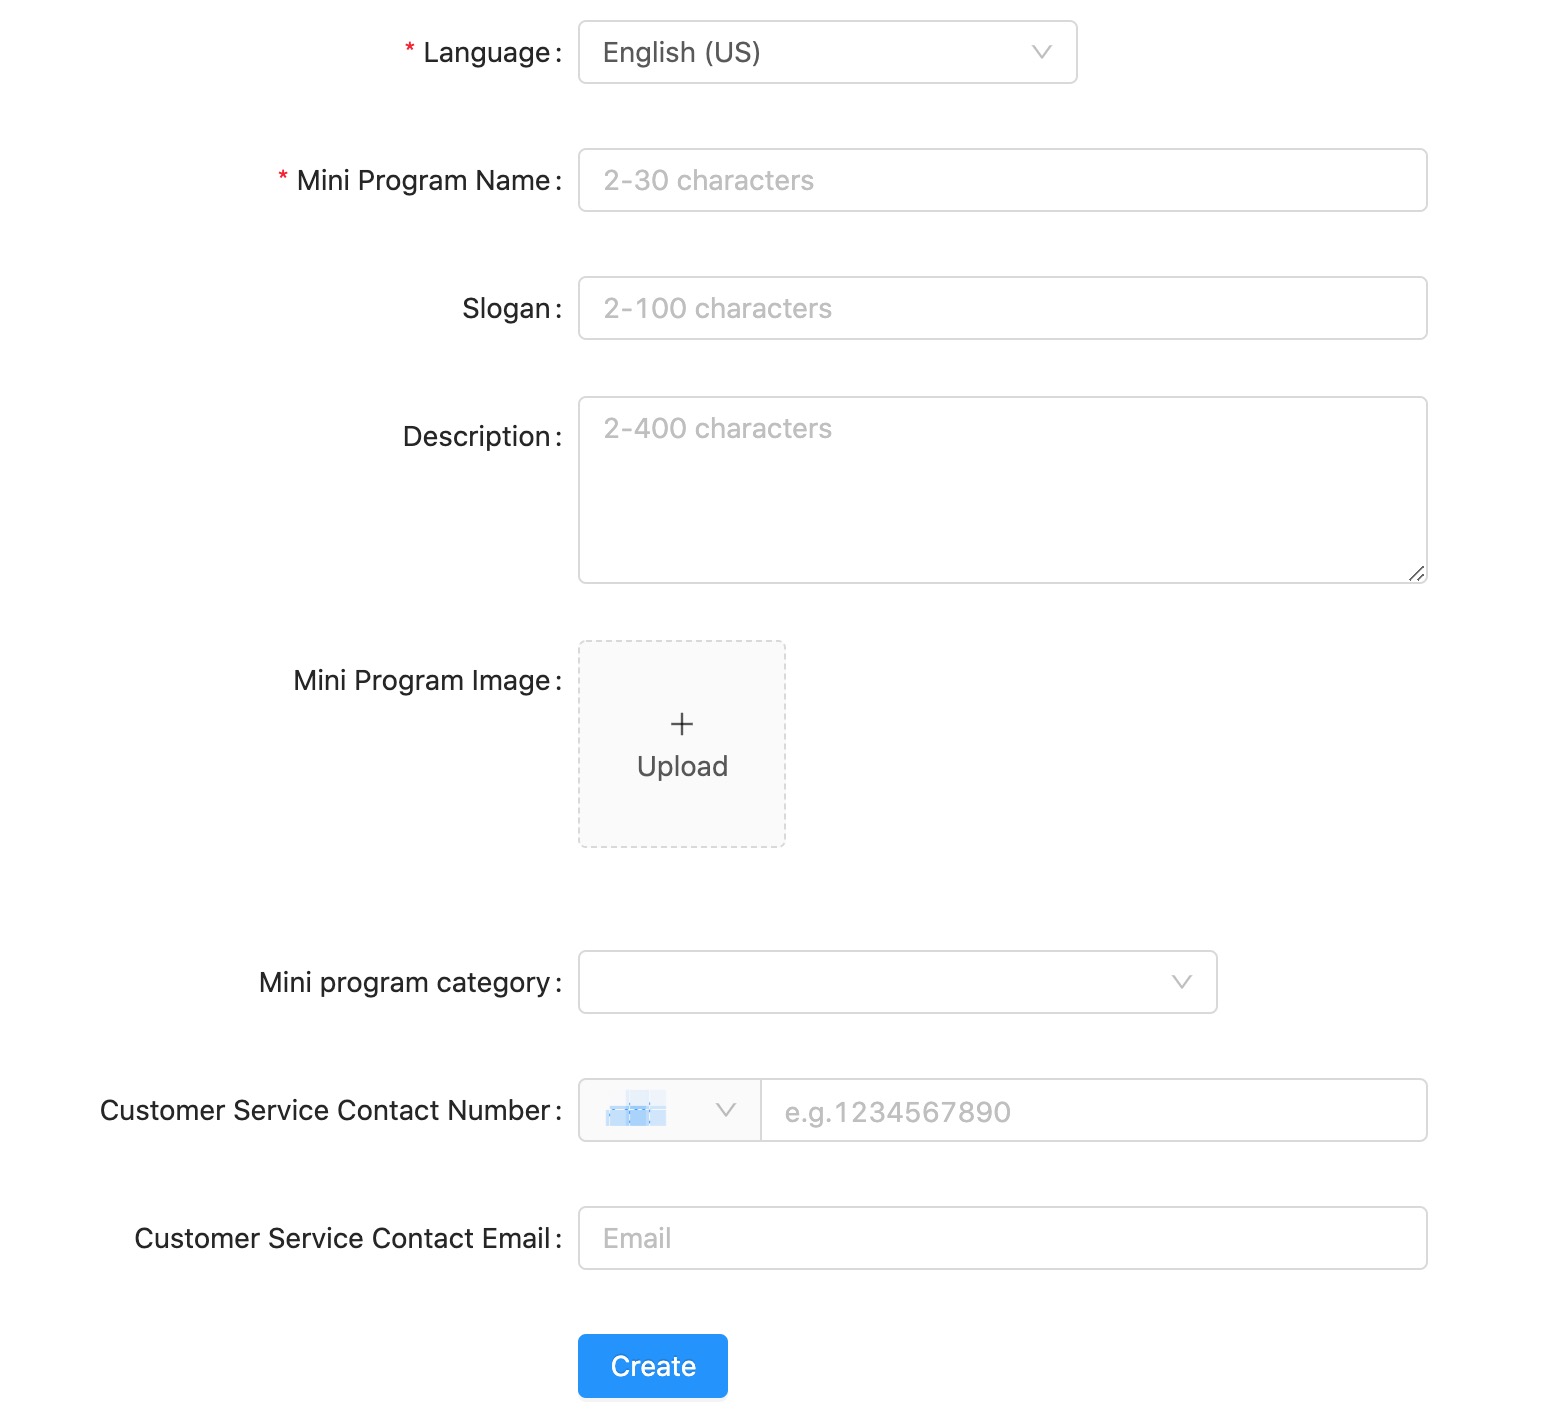 * Language: English (US)
* Mini Program Name: 2-30 characters
Slogan: 2-100 characters
Description: 2-400 characters
Mini Program Image:
Upload
Mini program category:
Customer Service Contact Number: e.g.1234567890
Customer Service Contact Email: Email
Create